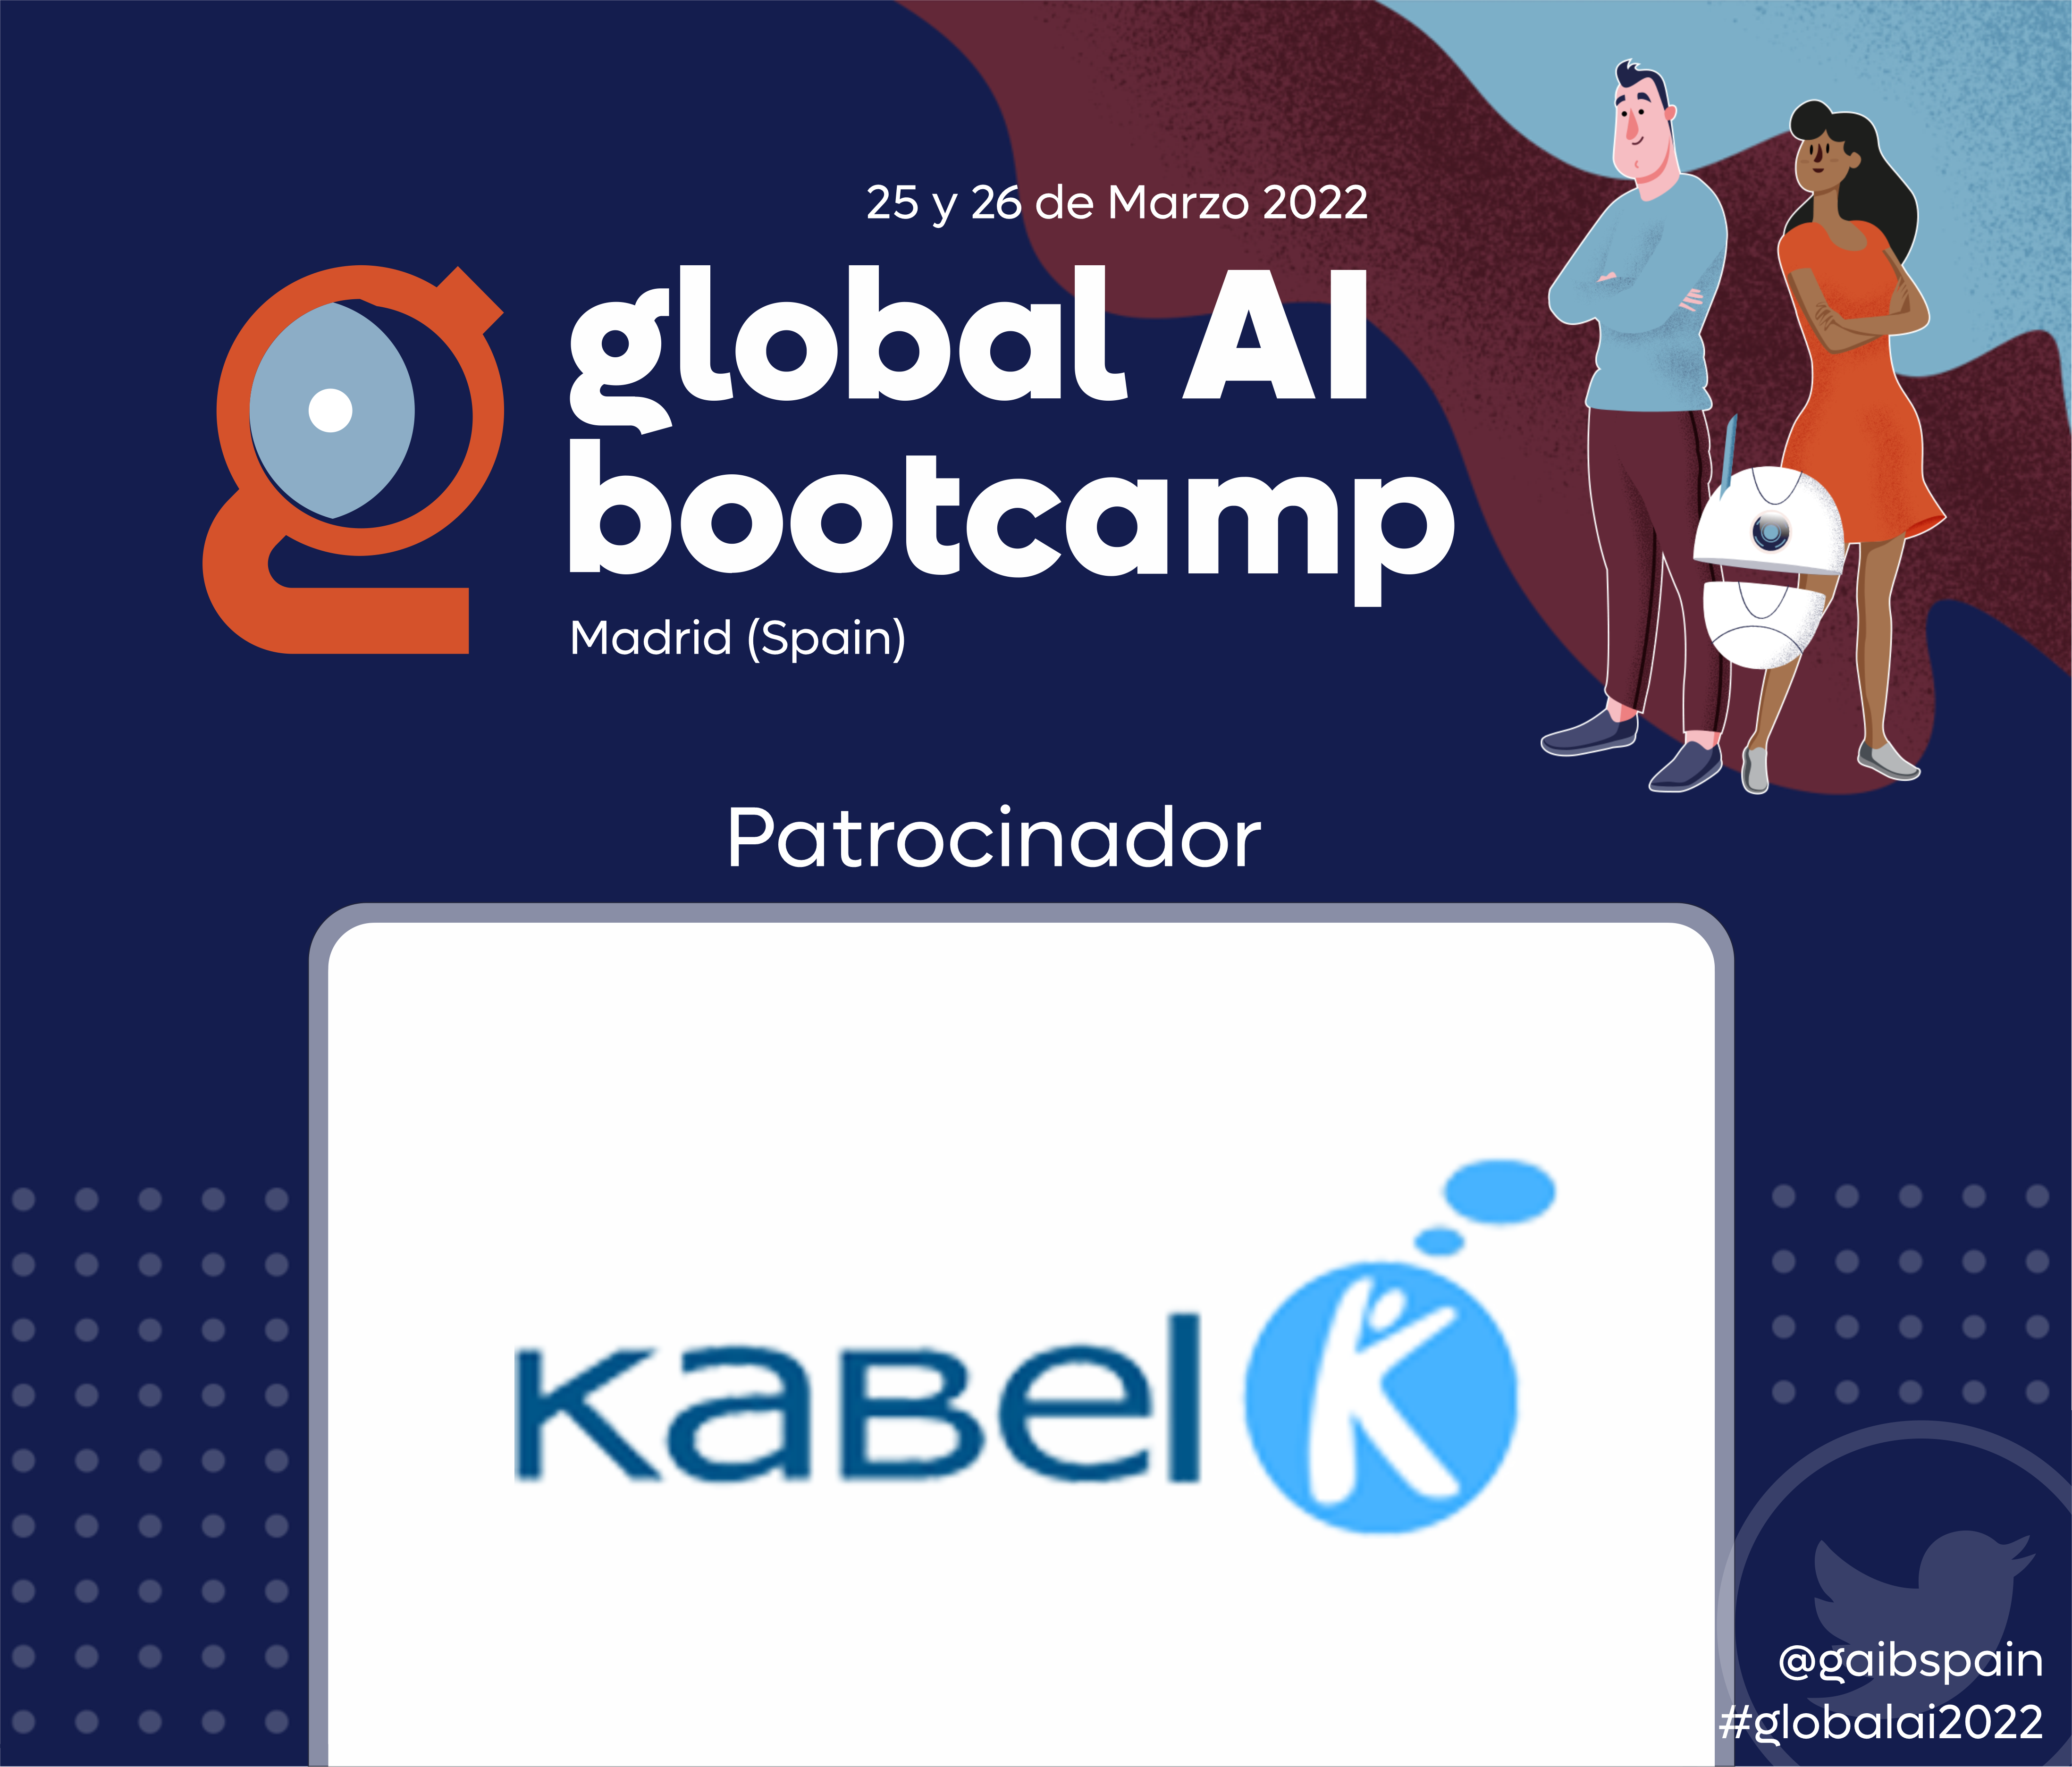 25 y 26 de Marzo 2022
global AI
bootcamp
Madrid (Spain)
Patrocinador
KaBel K
@gaibspain
#globalai2022